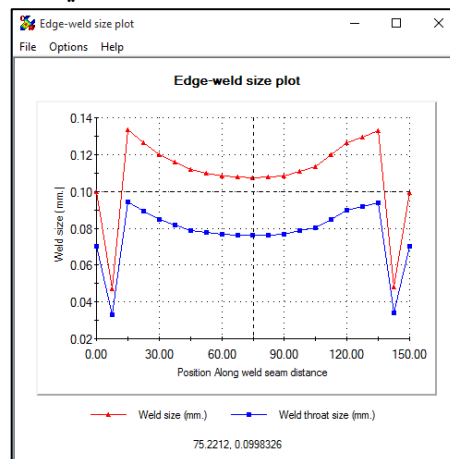 Edge-weld size plot
File Options Help
Edge-weld size plot
0.14
0.12
0.10
0.08
0.06
0.04
0.02
Weld size (mm.)
0.00 30.00 60.00 90.00 120.00 150.00
Position Along weld seam distance
Weld size (mm.) Weld throat size (mm.)
75.2212, 0.0998326